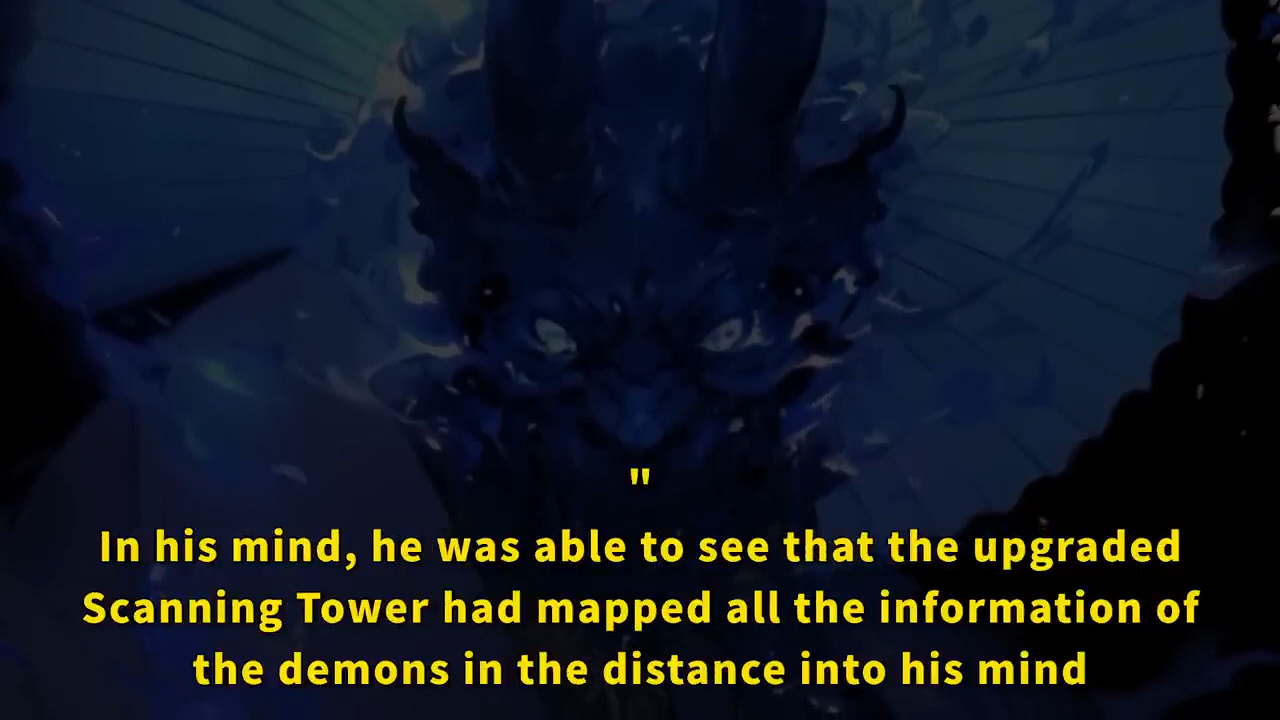 "
In his mind, he was able to see that the upgraded
Scanning Tower had mapped all the information of
the demons in the distance into his mind